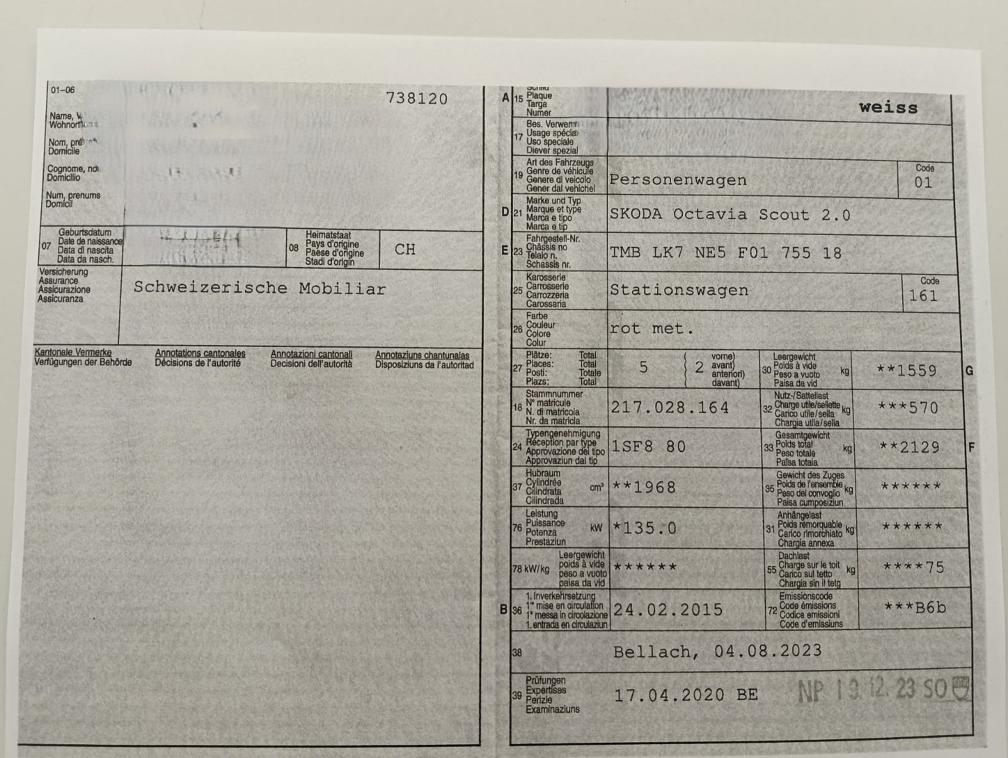 01-06
738120
Name,
Wohnort
Nom,
Domicile
Cognome,
Domicilio
Num, prenums
Domicil
07 Geburtsdatum
Date de naissance
Data di nascita
Data da nasch.
08 Heimatstaat
Pays d'origine
Paese d'origine
Stadi d'origin
CH
Versicherung
Assurance
Assicurazione
Assicuranza
Schweizerische Mobiliar
Kantonale Vermerke
Verfügungen der Behörde
Annotations cantonales
Décisions de l'autorité
Annotazioni cantonali
Decisioni dell'autorità
Annotaziuns chantunalas
Disposiziuns da l'autoritad
A 15
Plaque
Targa
Numer
weiss
17 Bes. Verwen
Usage spécial
Uso speciale
Diever spezial
19 Art des Fahrzeugs
Genre de véhicule
Genere di veicolo
Gener dal vehichel
Personenwagen
Code
01
D 21 Marke und Typ
Marque et type
Marca e tipo
Marca e tip
SKODA Octavia Scout 2.0
E 23 Fahrgestell-Nr.
Châssis no
Telaio n.
Schassis nr.
TMB LK7 NE5 F01 755 18
25 Karosserie
Carrosserie
Carrozzeria
Carossaria
Stationswagen
Code
161
26 Farbe
Couleur
Colore
Colur
rot met.
27 Plätze: Total
Places: Total
Posti: Totale
Plazs: Total
5
2
vorne)
avant)
anteriori)
davant)
30 Leergewicht
Poids à vide
Peso a vuoto
Paisa da vid
kg
**1559
G
18 Stammnummer
N° matricule
N. di matricola
Nr. da matricla
217.028.164
32 Nutz-/Sattellast
Charge utile/sellette
Carico utile/sella
Chargia utila/sella
kg
***570
24 Typengenehmigung
Réception par type
Approvazione del tipo
Approvaziun dal tip
1SF8 80
33 Gesamtgewicht
Poids total
Peso totale
Paisa totala
kg
**2129
F
37 Hubraum
Cylindrée
Cilindrata
Cilindrada
cm³
**1968
35 Gewicht des Zuges
Poids de l'ensemble
Peso del convoglio
Paisa cumposiziun
kg
******
76 Leistung
Puissance
Potenza
Prestaziun
kW
*135.0
31 Anhängelast
Poids remorquable
Carico rimorchiato
Chargia annexa
kg
******
78 kW/kg
Leergewicht
poids à vide
peso a vuoto
paisa da vid
******
55 Dachlast
Charge sur le toit
Carico sul tetto
Chargia sin il tetg
kg
****75
B 36 1. Inverkehrsetzung
1re mise en circulation
1a messa in circolazione
1. entrada en circulaziun
24.02.2015
72 Emissionscode
Code émissions
Codice emissioni
Code d'emissiuns
***B6b
38
Bellach, 04.08.2023
39 Prüfungen
Expertises
Perizie
Examinaziuns
17.04.2020 BE
NP 13.12.23 SO